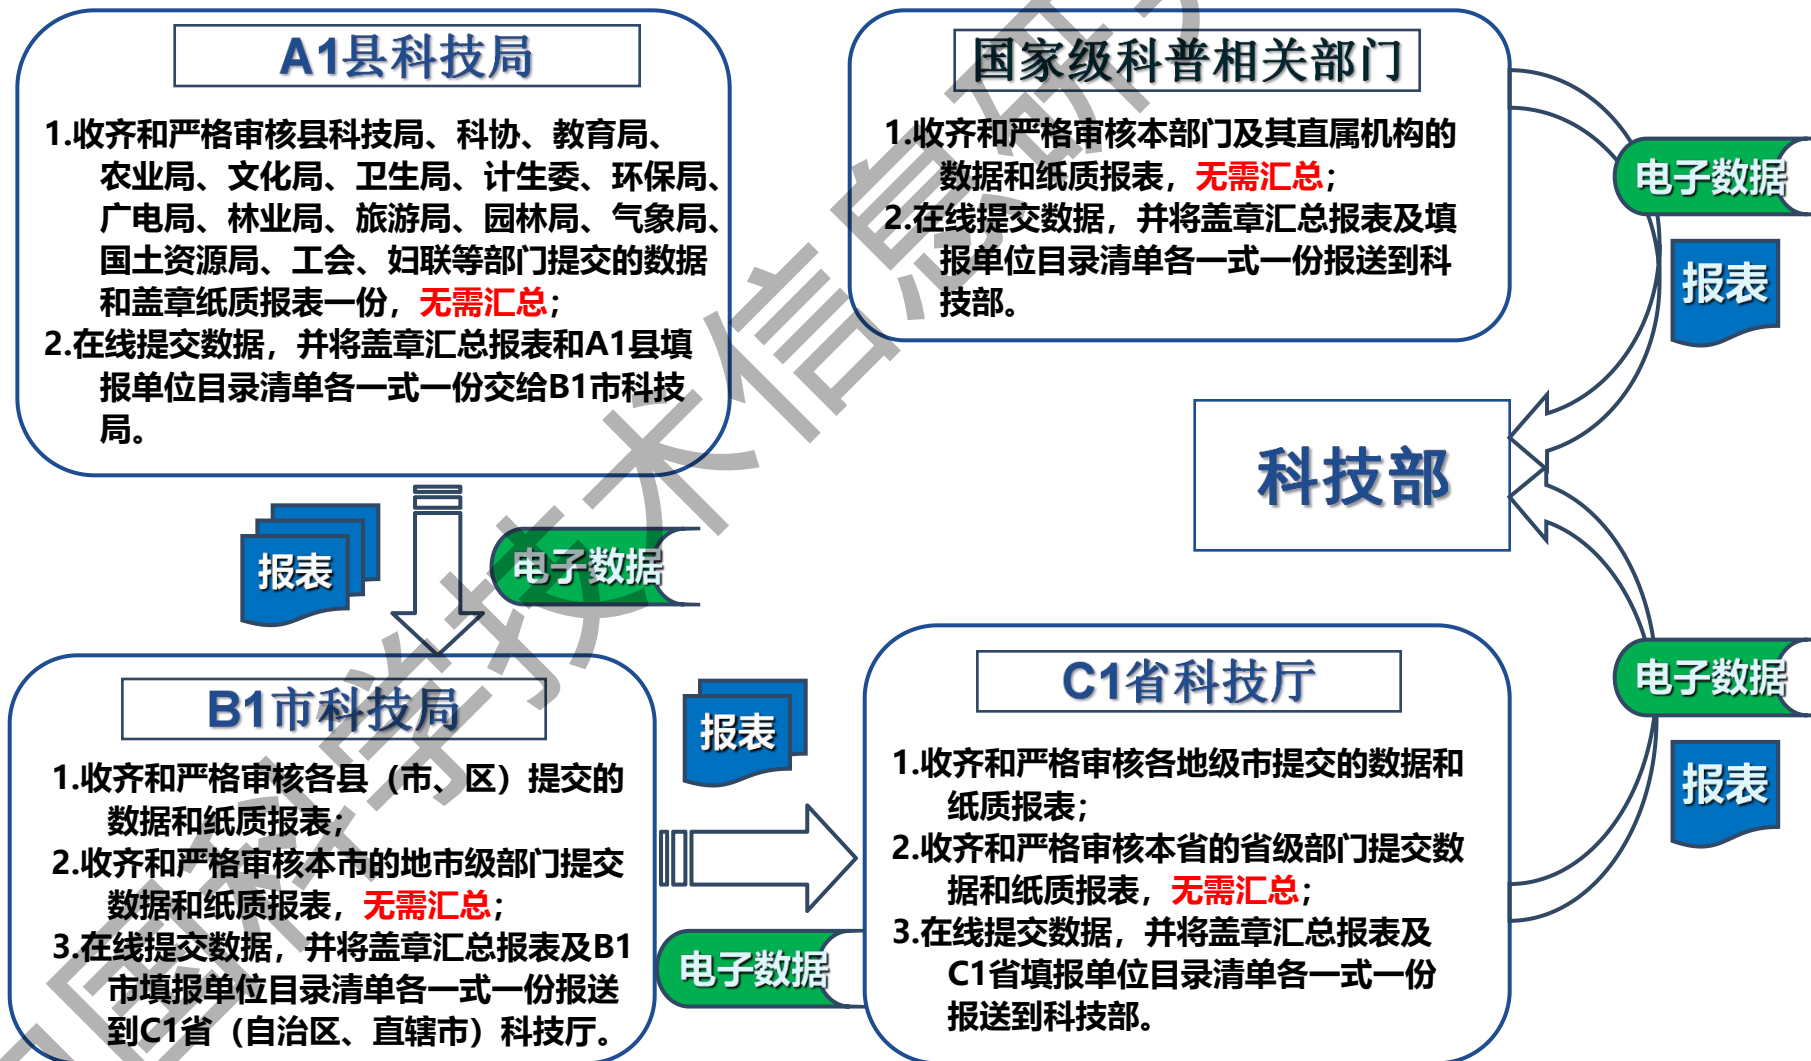 A1县科技局
1.收齐和严格审核县科技局、科协、教育局、
农业局、文化局、卫生局、计生委、环保局、
广电局、林业局、旅游局、园林局、气象局、
国土资源局、工会、妇联等部门提交的数据
和盖章纸质报表一份，无需汇总；
2.在线提交数据，并将盖章汇总报表和A1县填
报单位目录清单各一式一份交给B1市科技
局。
国家级科普相关部门
1.收齐和严格审核本部门及其直属机构的
数据和纸质报表，无需汇总；
2.在线提交数据，并将盖章汇总报表及填
报单位目录清单各一式一份报送到科
技部。
电子数据
报表
科技部
报表
电子数据
B1市科技局
1.收齐和严格审核各县（市、区）提交的
数据和纸质报表；
2.收齐和严格审核本市的地市级部门提交
数据和纸质报表，无需汇总；
3.在线提交数据，并将盖章汇总报表及B1
市填报单位目录清单各一式一份报送
到C1省（自治区、直辖市）科技厅。
报表
电子数据
C1省科技厅
1.收齐和严格审核各地级市提交的数据和
纸质报表；
2.收齐和严格审核本省的省级部门提交数
据和纸质报表，无需汇总；
3.在线提交数据，并将盖章汇总报表及
C1省填报单位目录清单各一式一份
报送到科技部。
电子数据
报表
国科学技术信息研